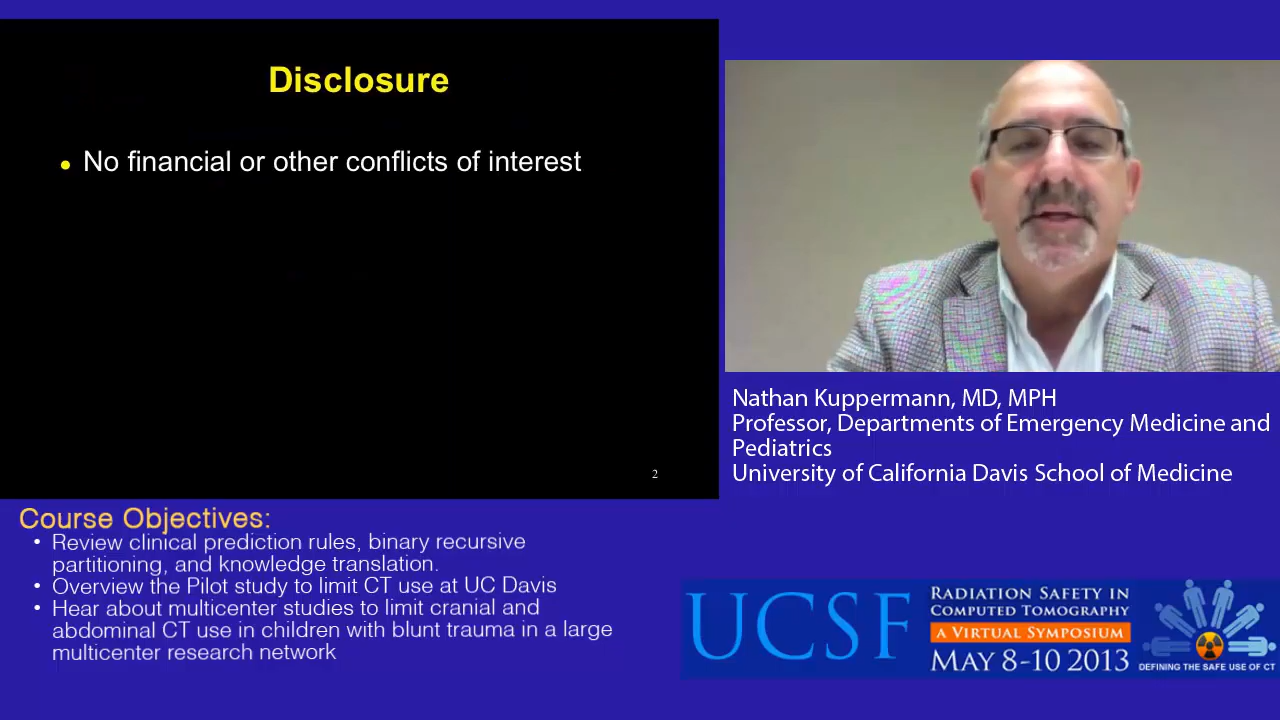 Disclosure
• No financial or other conflicts of interest
2
Nathan Kuppermann, MD, MPH
Professor, Departments of Emergency Medicine and
Pediatrics
University of California Davis School of Medicine
Course Objectives:
• Review clinical prediction rules, binary recursive
partitioning, and knowledge translation.
• Overview the Pilot study to limit CT use at UC Davis
• Hear about multicenter studies to limit cranial and
abdominal CT use in children with blunt trauma in a large
multicenter research network
UCSF
RADIATION SAFETY IN
COMPUTED TOMOGRAPHY
A VIRTUAL SYMPOSIUM
MAY 8-10 2013
DEFINING THE SAFE USE OF CT